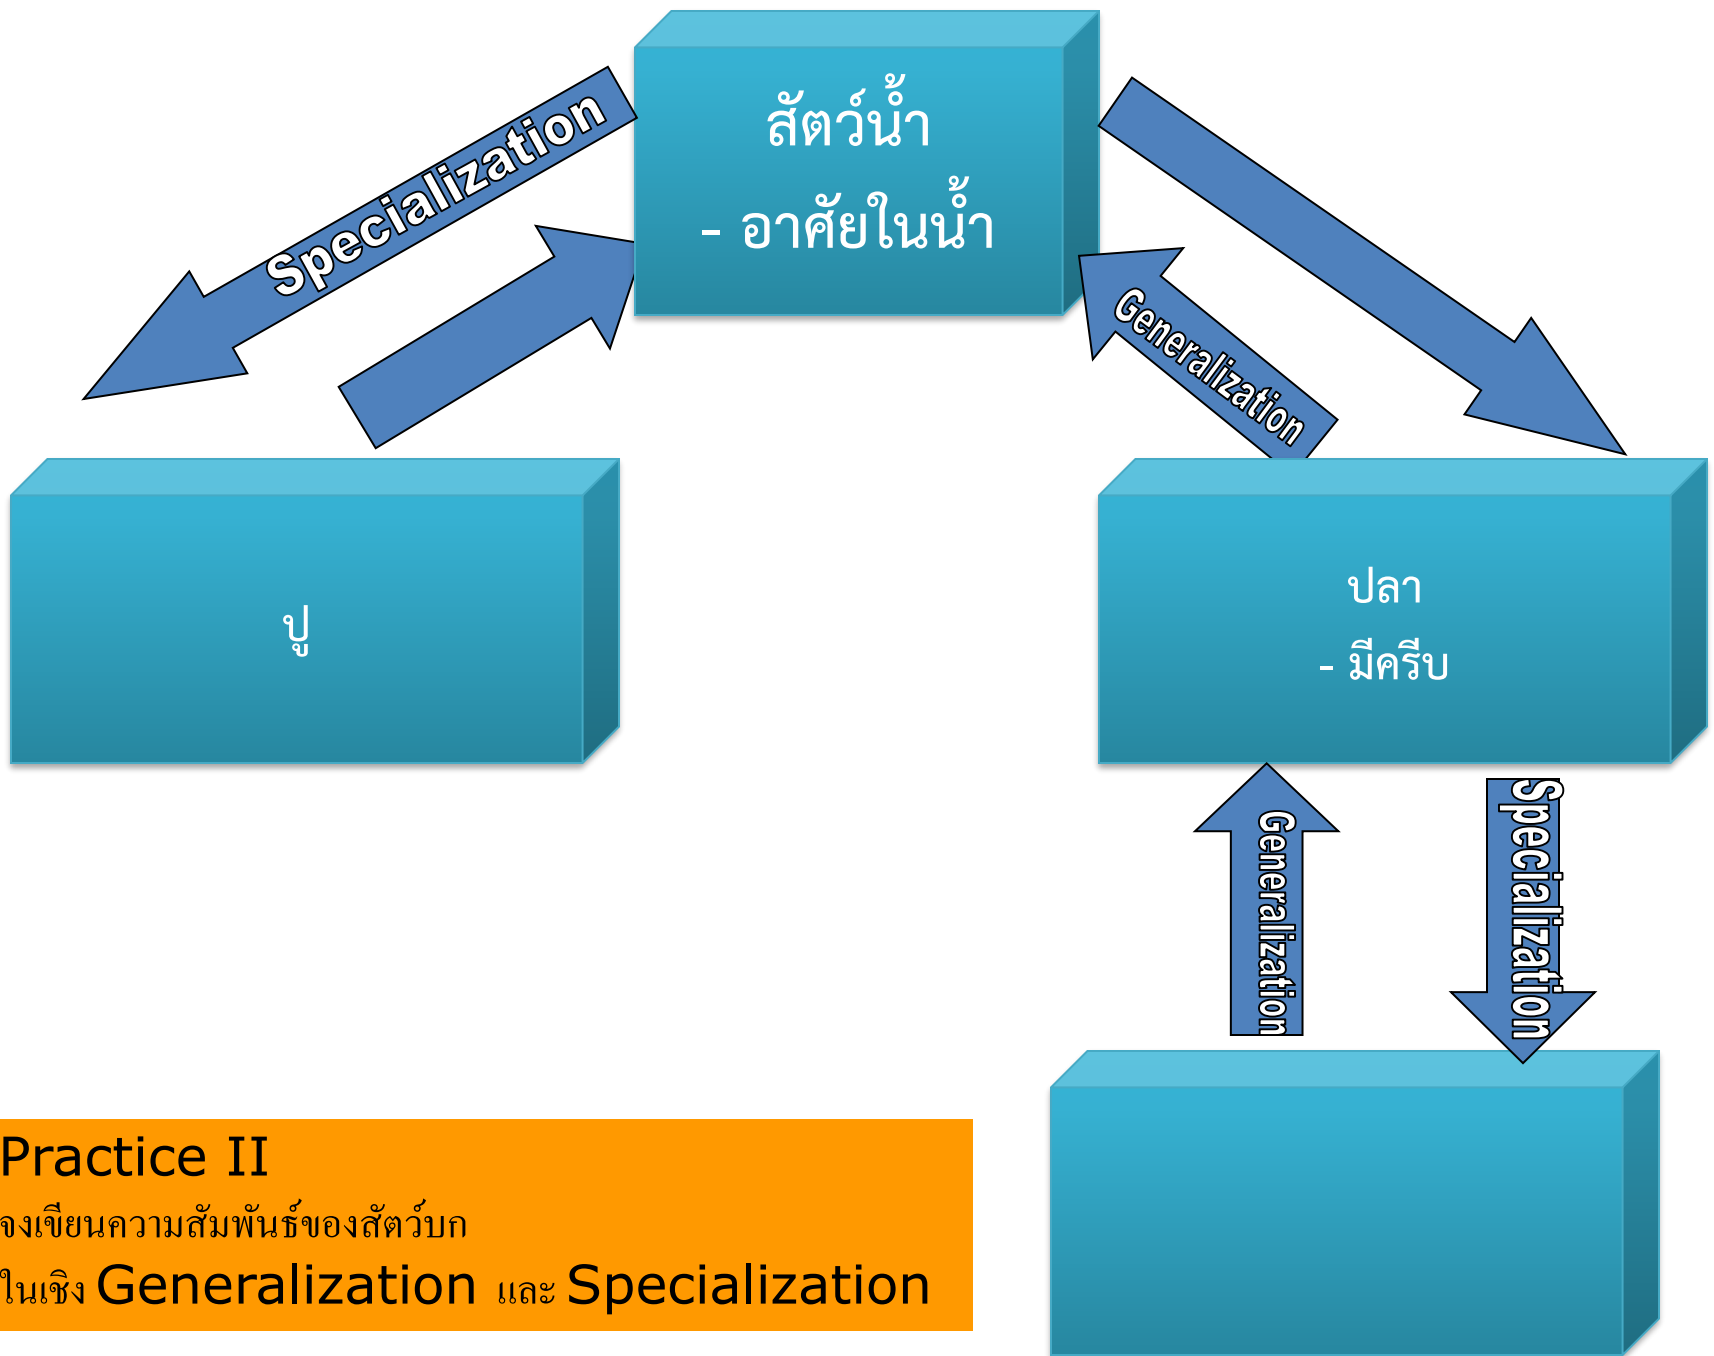 สัตว์น้ำ
- อาศัยในน้ำ
Specialization
Generalization
ปู
ปลา
- มีครีบ
Generalization
Specialization
Practice II
จงเขียนความสัมพันธ์ของสัตว์บก
ในเชิง Generalization และ Specialization